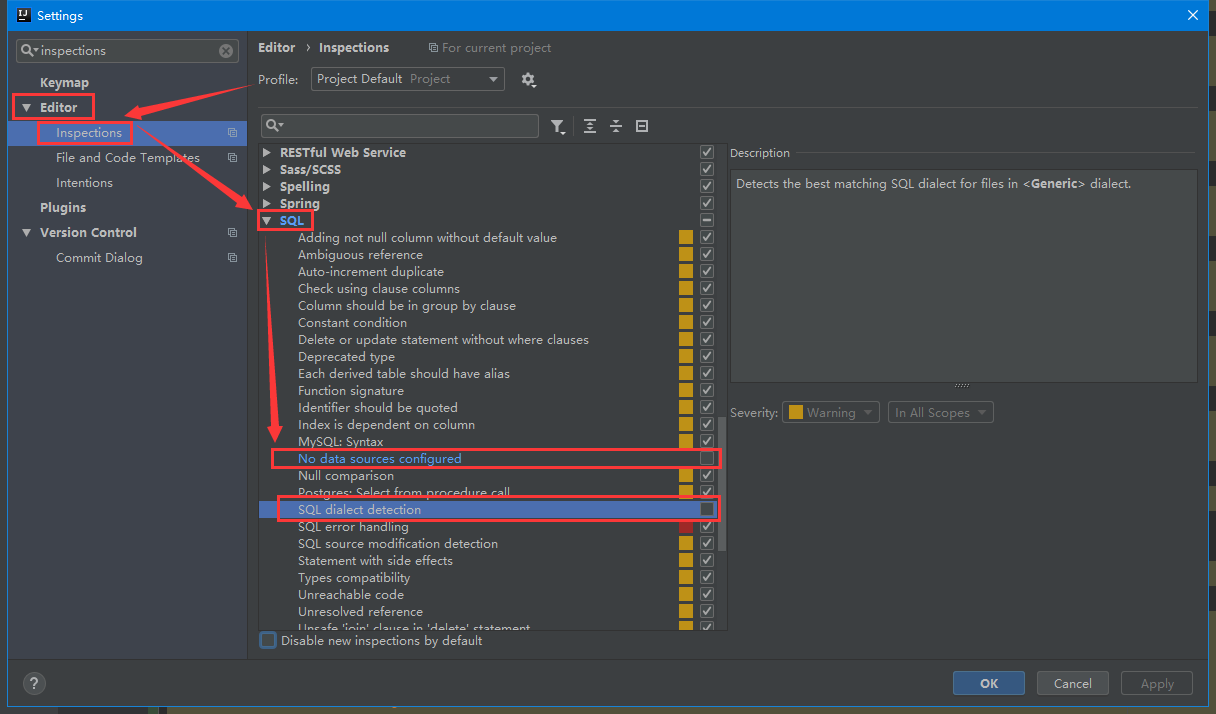 Settings
inspections
Keymap
Editor
Inspections
File and Code Templates
Intentions
Plugins
Version Control
Commit Dialog
Editor › Inspections For current project
Profile: Project Default Project
RESTful Web Service
Sass/SCSS
Spelling
Spring
SQL
Adding not null column without default value
Ambiguous reference
Auto-increment duplicate
Check using clause columns
Column should be in group by clause
Constant condition
Delete or update statement without where clauses
Deprecated type
Each derived table should have alias
Function signature
Identifier should be quoted
Index is dependent on column
MySQL: Syntax
No data sources configured
Null comparison
Postgres: Select from procedure call
SQL dialect detection
SQL error handling
SQL source modification detection
Statement with side effects
Types compatibility
Unreachable code
Unresolved reference
Unsafe 'join' clause in 'delete' statement
Disable new inspections by default
Description
Detects the best matching SQL dialect for files in <Generic> dialect.
Severity: Warning In All Scopes
? OK Cancel Apply